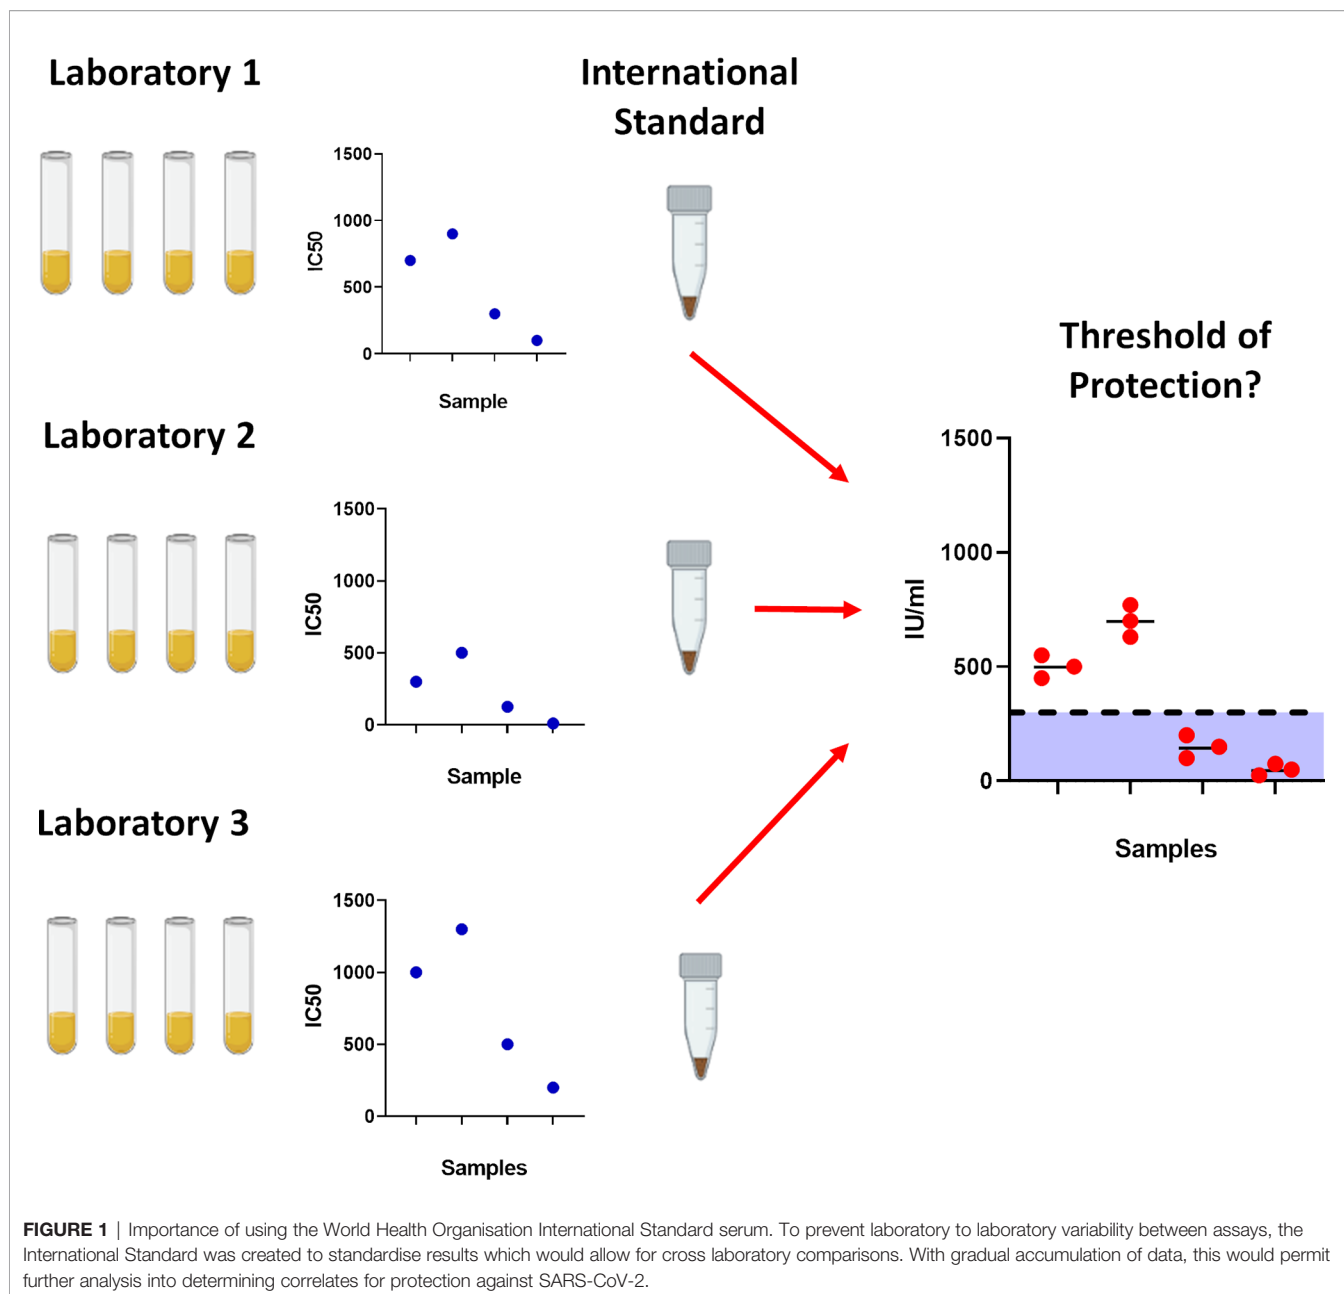 Laboratory 1
International
Standard
1500
1000
500
0
IC50
Sample
Threshold of
Protection?
Laboratory 2
1500
1000
500
0
IC50
Sample
1500
1000
500
0
IU/ml
Samples
Laboratory 3
1500
1000
500
0
IC50
Samples
FIGURE 1 | Importance of using the World Health Organisation International Standard serum. To prevent laboratory to laboratory variability between assays, the
International Standard was created to standardise results which would allow for cross laboratory comparisons. With gradual accumulation of data, this would permit
further analysis into determining correlates for protection against SARS-CoV-2.